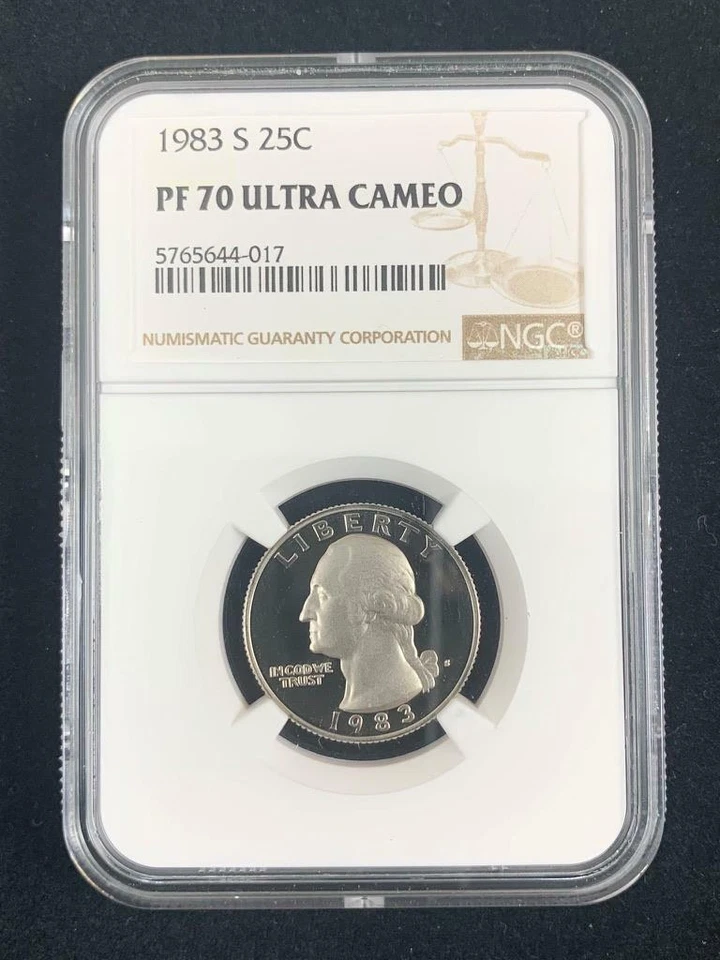 1983 S 25C
PF 70 ULTRA CAMEO
5765644-017
NUMISMATIC GUARANTY CORPORATION
NGC®
LIBERTY
IN GOD WE
TRUST
S
1983